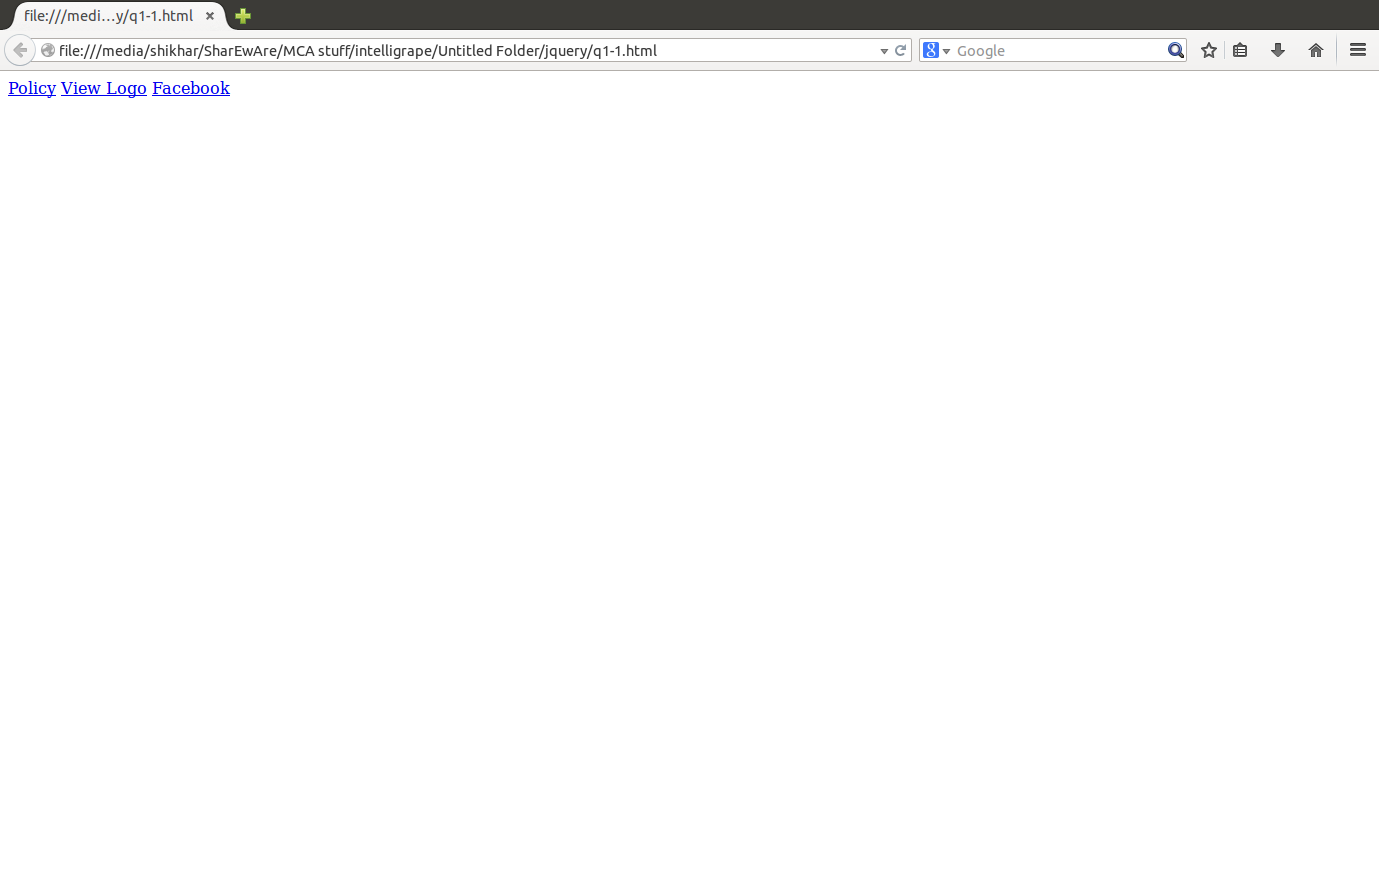 file:///medi...y/q1-1.html
file:///media/shikhar/SharEwAre/MCA stuff/intelligrape/Untitled Folder/jquery/q1-1.html
8 Google
Policy View Logo Facebook